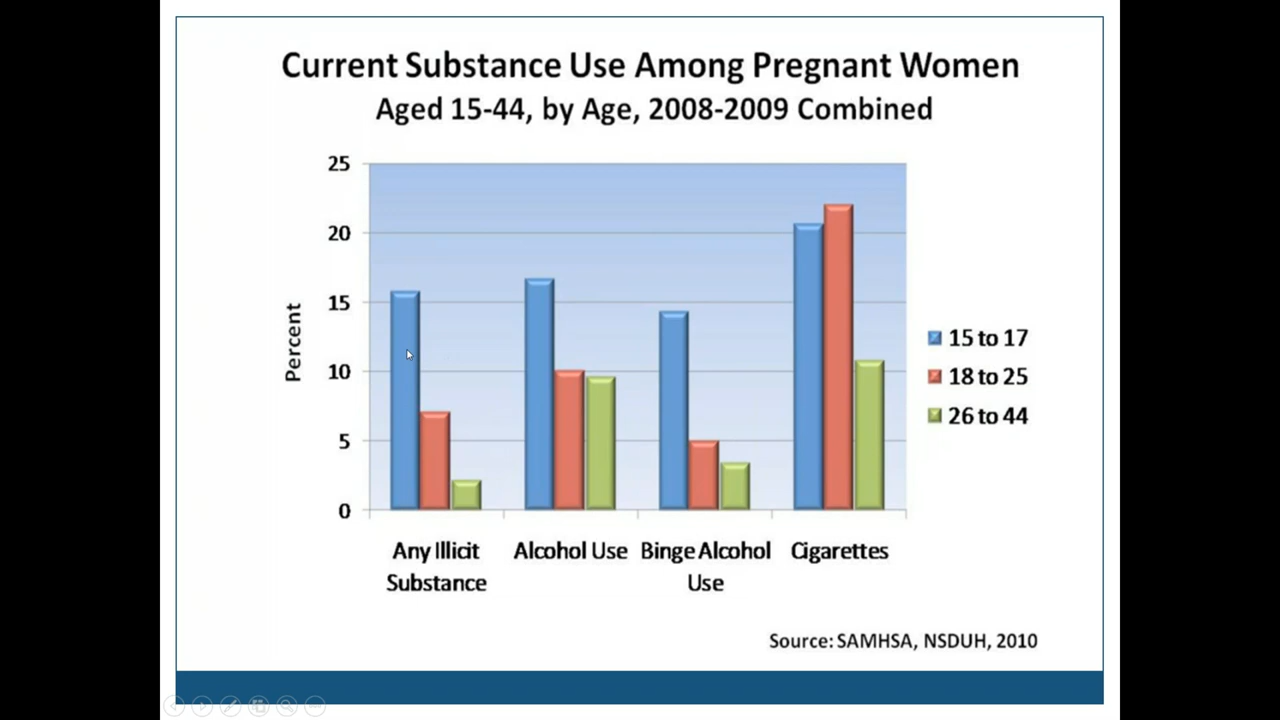 Current Substance Use Among Pregnant Women
Aged 15-44, by Age, 2008-2009 Combined
25
20
15
10
5
0
Percent
15 to 17
18 to 25
26 to 44
Any Illicit Substance
Alcohol Use
Binge Alcohol Use
Cigarettes
Source: SAMHSA, NSDUH, 2010